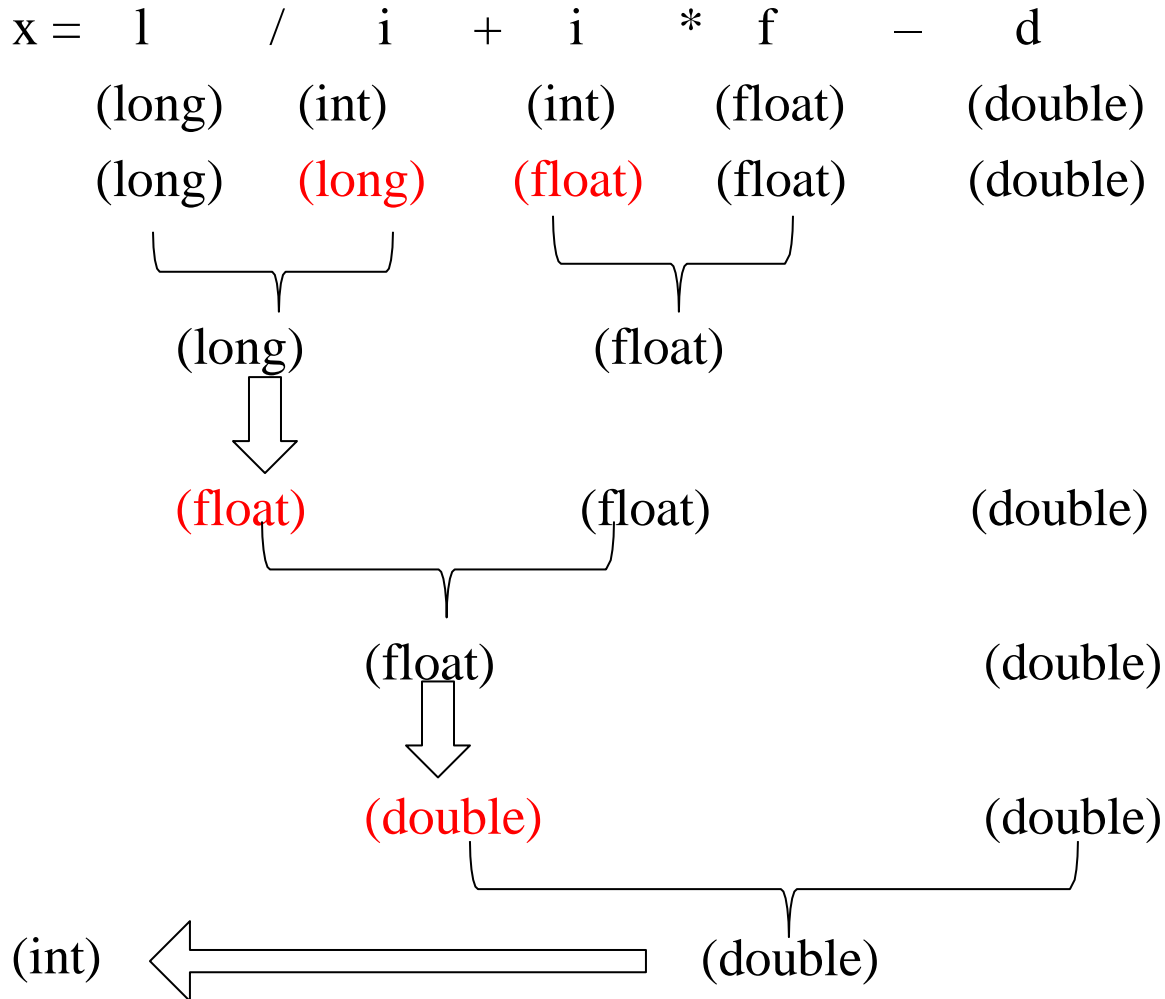 x = l / i + i * f – d
(long) (int) (int) (float) (double)
(long) (long) (float) (float) (double)
(long) (float)
(float) (float) (double)
(float) (double)
(double) (double)
(int) (double)